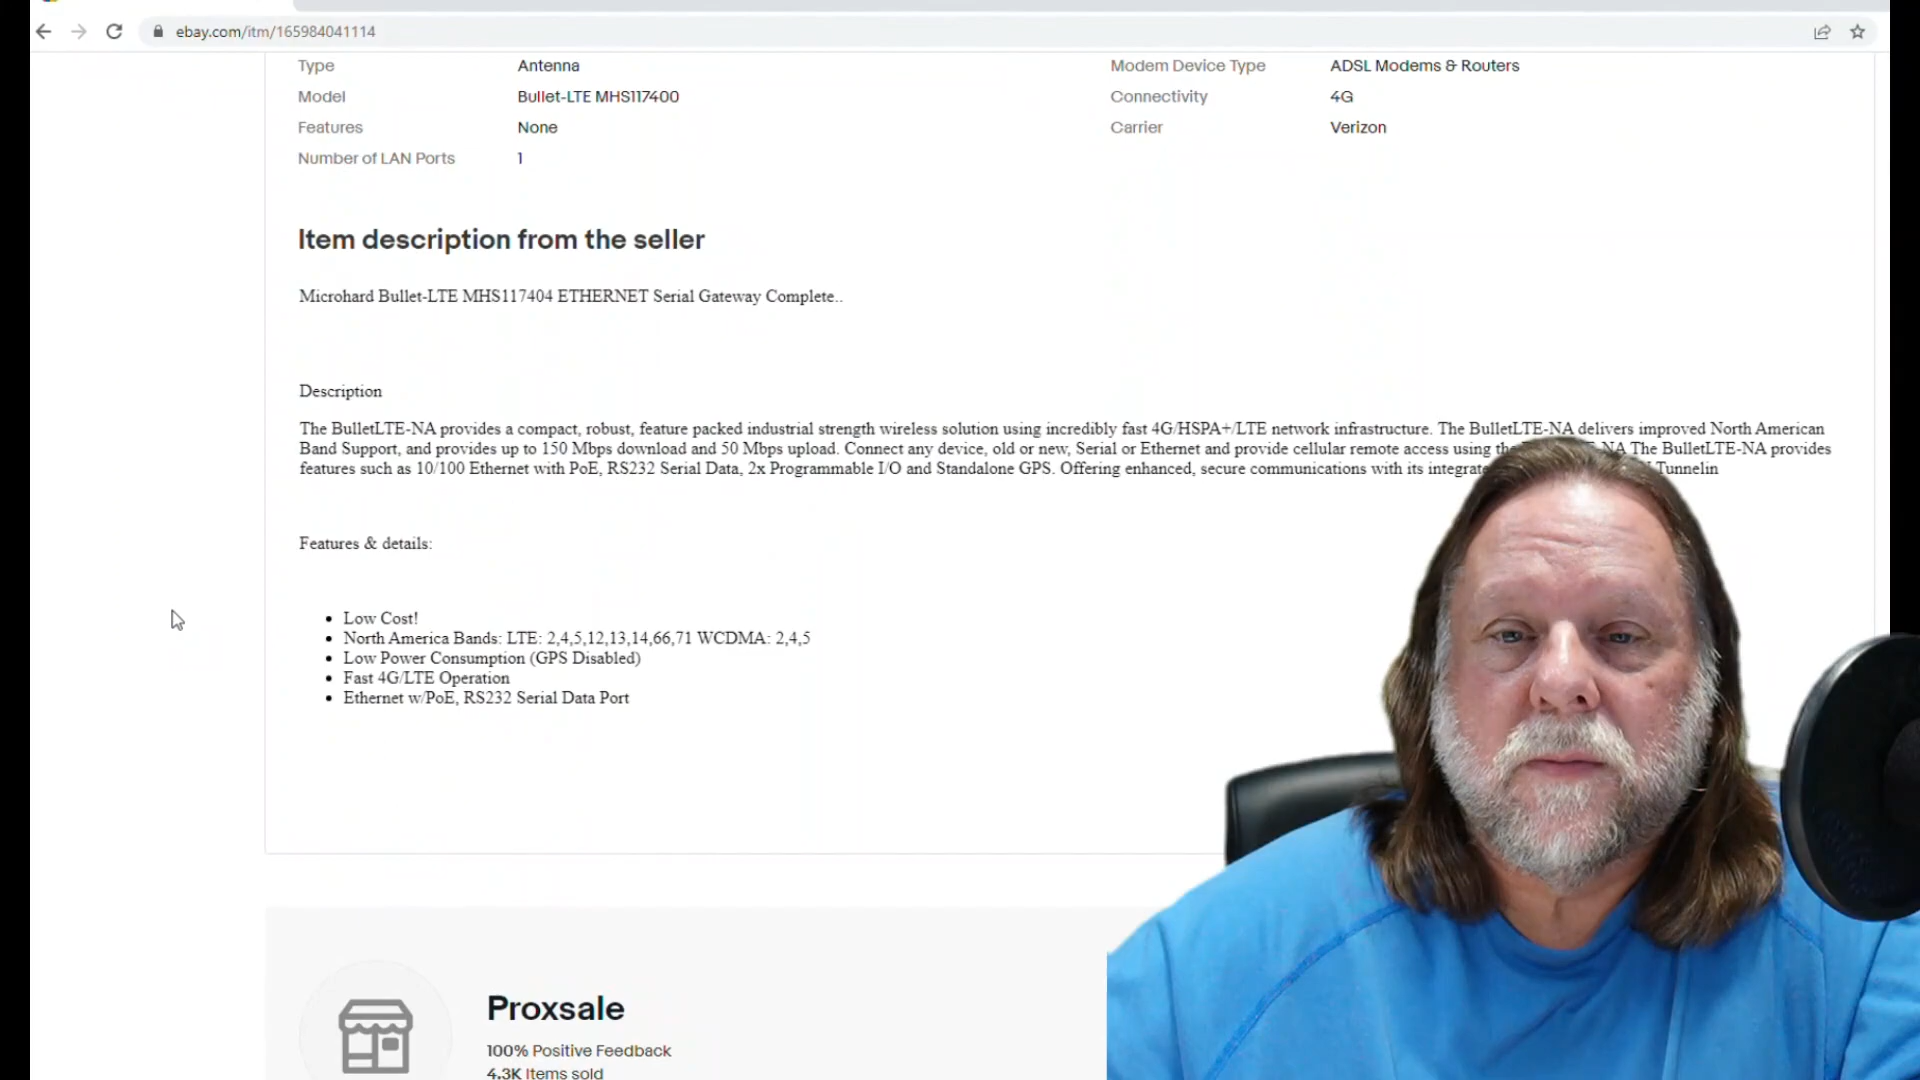 ebay.com/itm/165984041114
Type Antenna Modem Device Type ADSL Modems & Routers
Model Bullet-LTE MHS117400 Connectivity 4G
Features None Carrier Verizon
Number of LAN Ports 1
Item description from the seller
Microhard Bullet-LTE MHS117404 ETHERNET Serial Gateway Complete..
Description
The BulletLTE-NA provides a compact, robust, feature packed industrial strength wireless solution using incredibly fast 4G/HSPA+/LTE network infrastructure. The BulletLTE-NA delivers improved North American
Band Support, and provides up to 150 Mbps download and 50 Mbps upload. Connect any device, old or new, Serial or Ethernet and provide cellular remote access using the NA The BulletLTE-NA provides
features such as 10/100 Ethernet with PoE, RS232 Serial Data, 2x Programmable I/O and Standalone GPS. Offering enhanced, secure communications with its Tunnelin
Features & details:
• Low Cost!
• North America Bands: LTE: 2,4,5,12,13,14,66,71 WCDMA: 2,4,5
• Low Power Consumption (GPS Disabled)
• Fast 4G/LTE Operation
• Ethernet w/PoE, RS232 Serial Data Port
Proxsale
100% Positive Feedback
4.3K Items sold